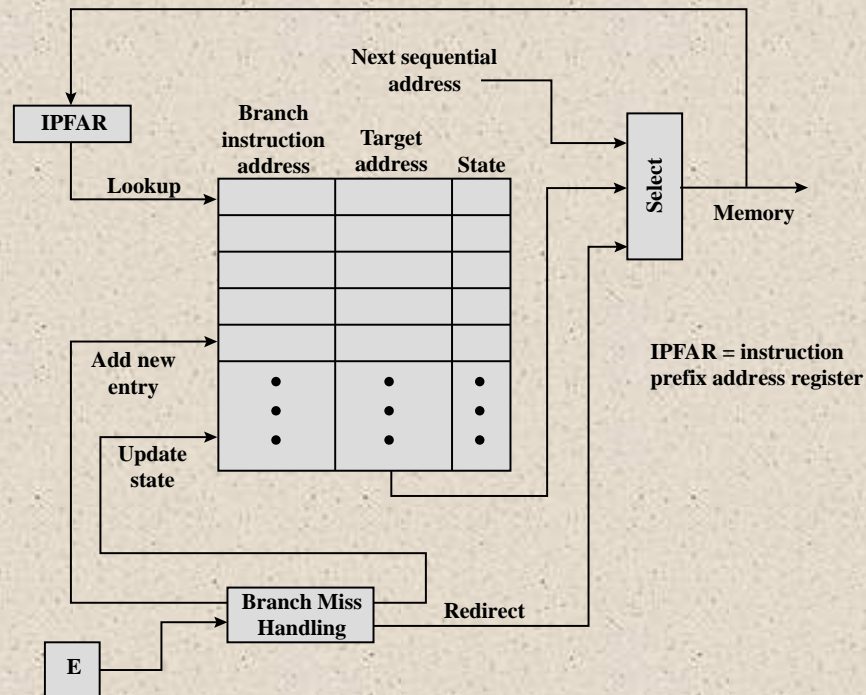 Next sequential
address
IPFAR
Branch
instruction
address
Target
address
State
Select
Lookup
Memory
Add new
entry
IPFAR = instruction
prefix address register
Update
state
Branch Miss
Handling
Redirect
E